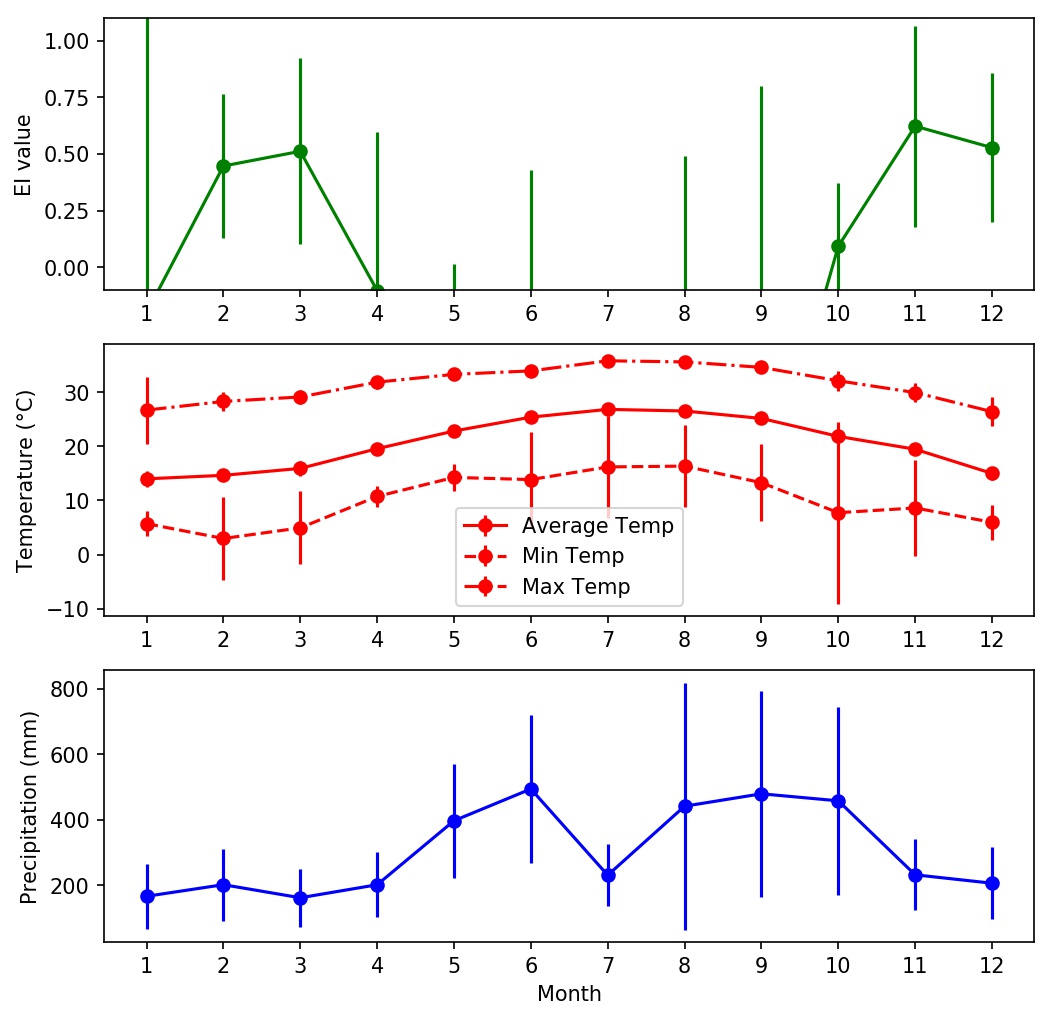 1.00
0.75
0.50
0.25
0.00
EI value
1 2 3 4 5 6 7 8 9 10 11 12
30
20
10
0
−10
Temperature (°C)
Average Temp
Min Temp
Max Temp
1 2 3 4 5 6 7 8 9 10 11 12
800
600
400
200
Precipitation (mm)
1 2 3 4 5 6 7 8 9 10 11 12
Month